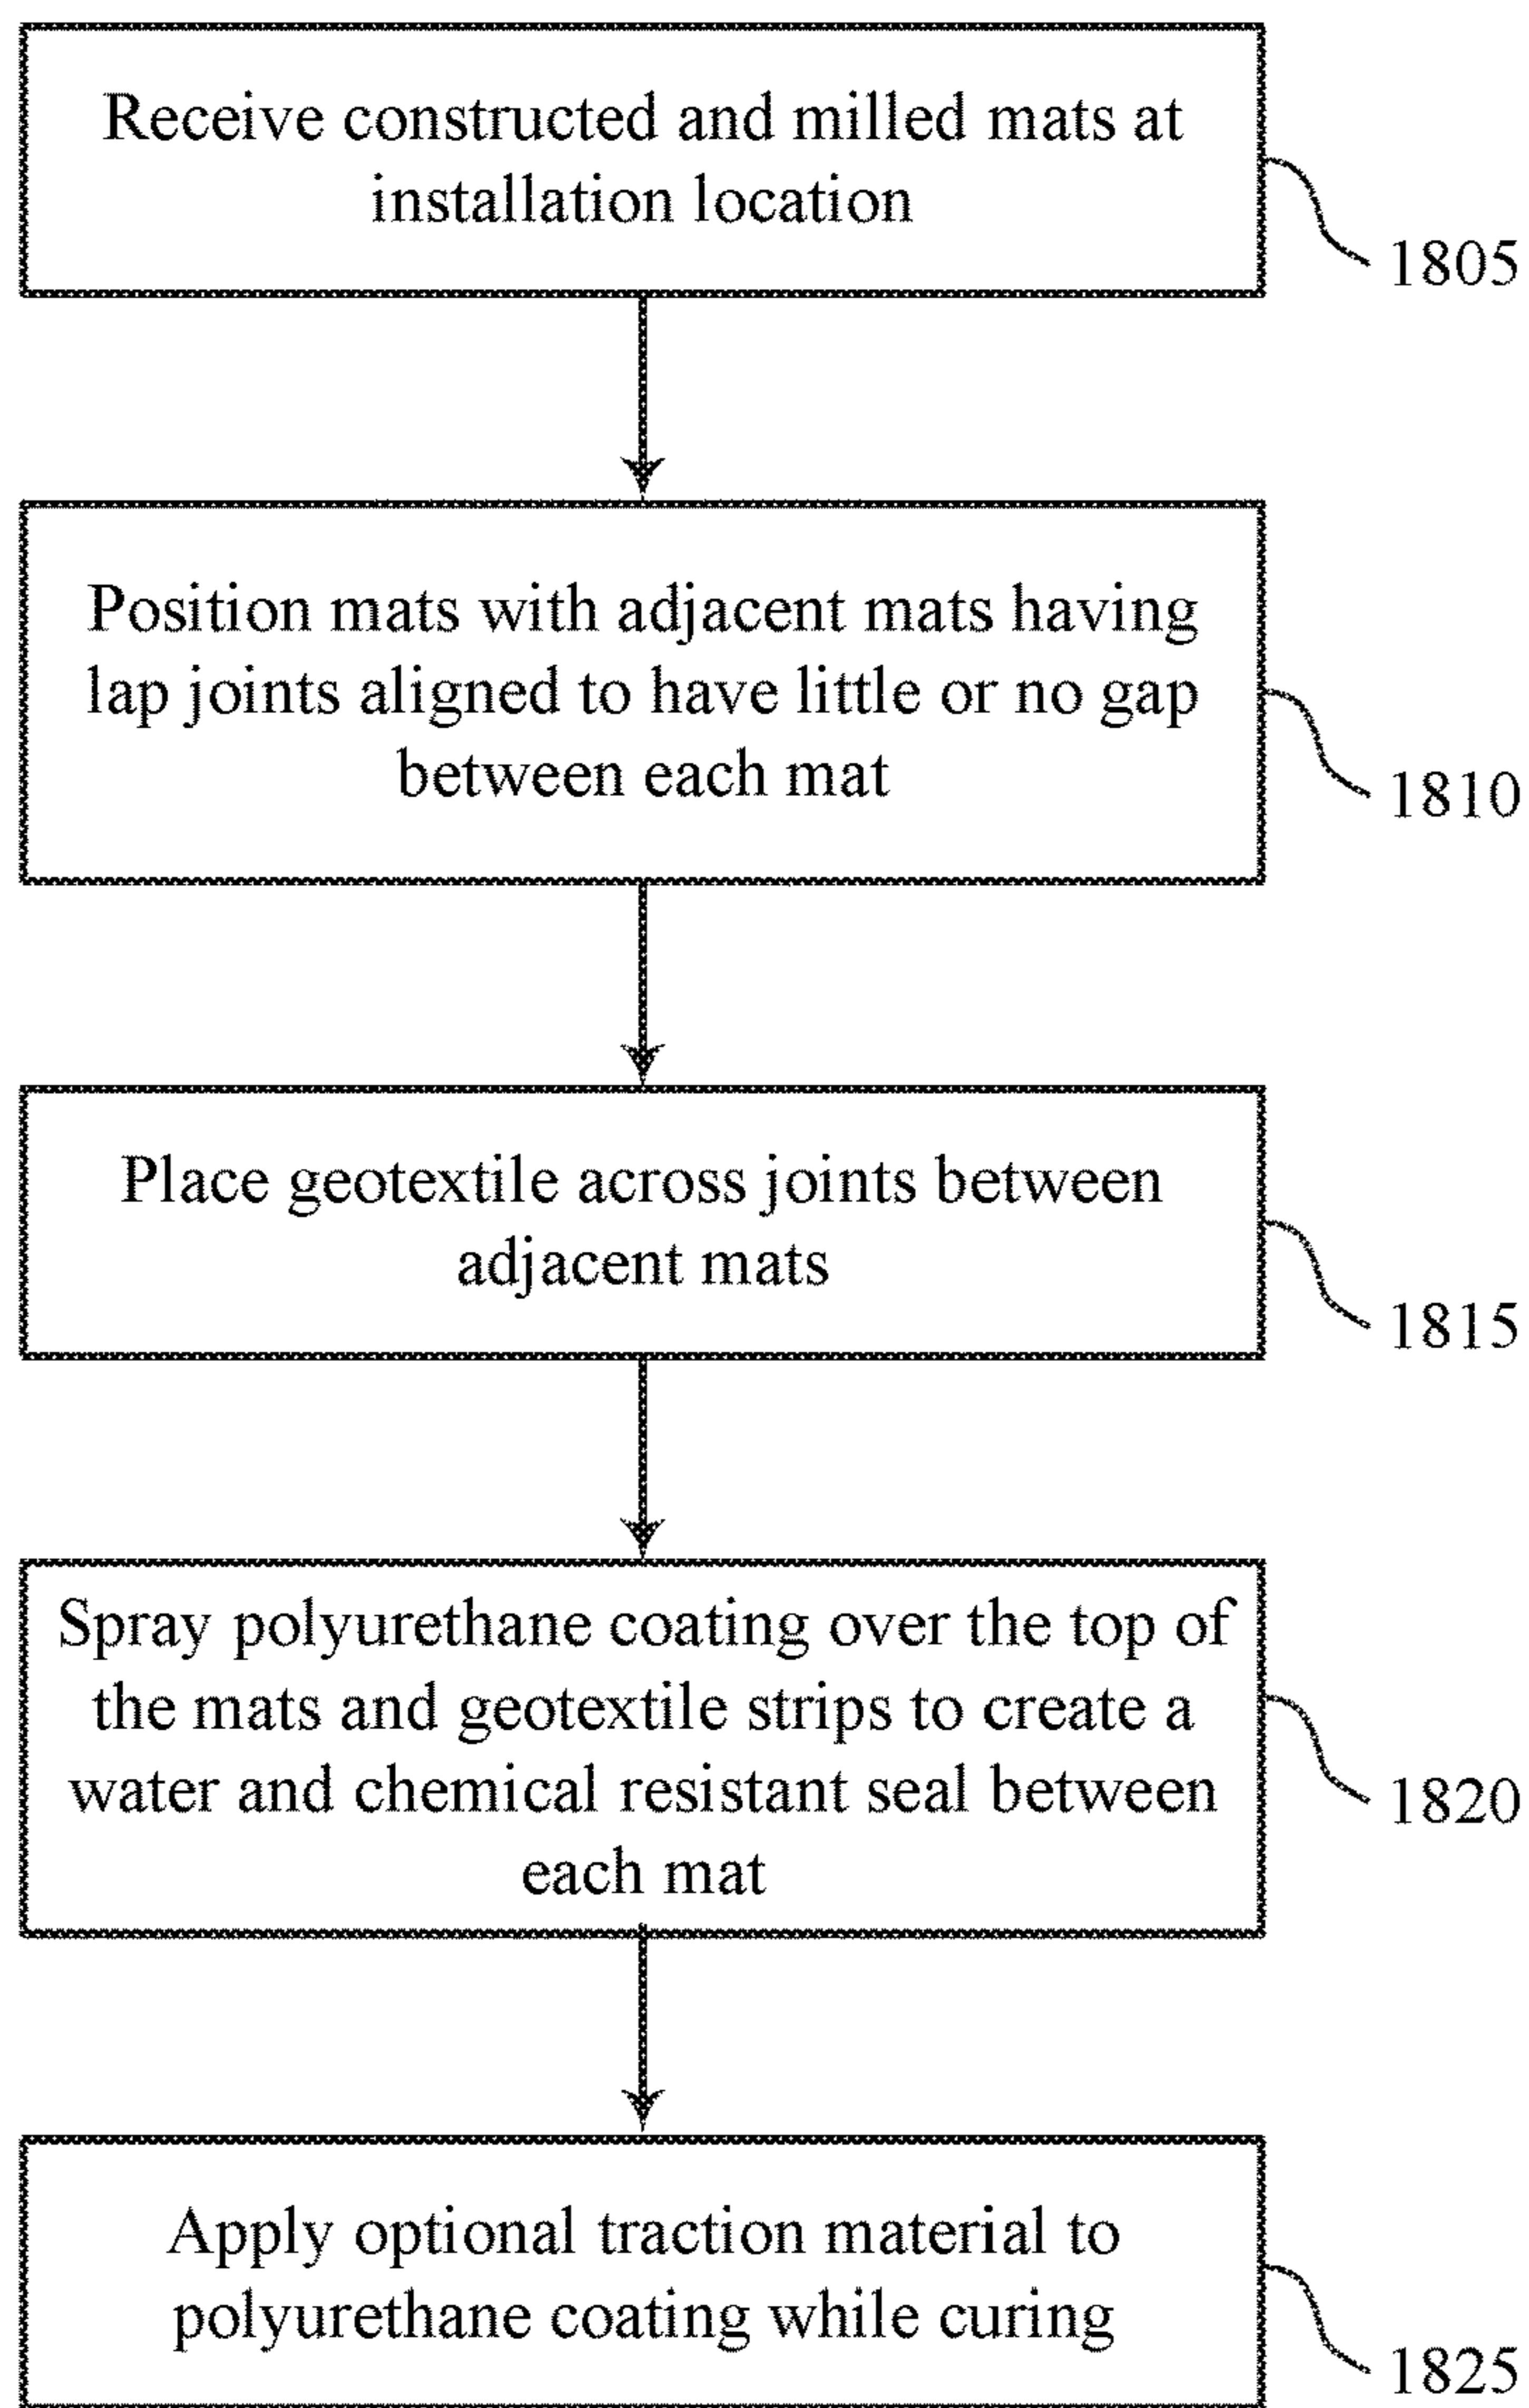 Receive constructed and milled mats at
installation location
1805
Position mats with adjacent mats having
lap joints aligned to have little or no gap
between each mat
1810
Place geotextile across joints between
adjacent mats
1815
Spray polyurethane coating over the top of
the mats and geotextile strips to create a
water and chemical resistant seal between
each mat
1820
Apply optional traction material to
polyurethane coating while curing
1825